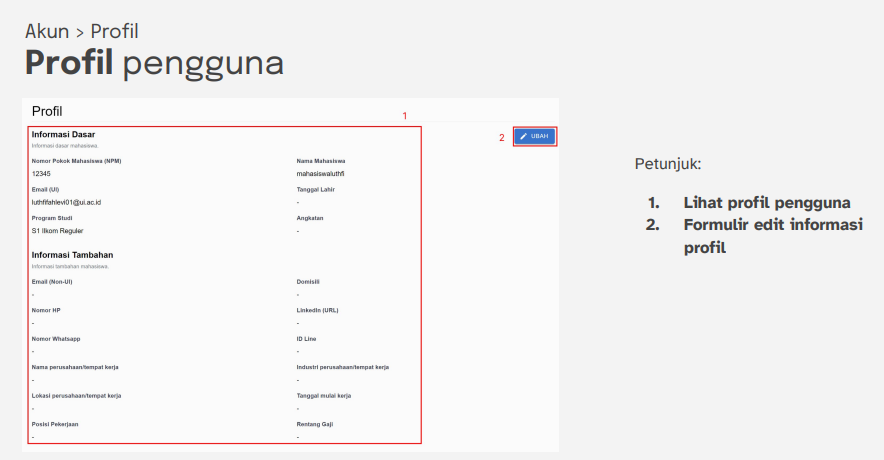 Akun > Profil
Profil pengguna
Profil
1
Informasi Dasar
Informasi dasar mahasiswa.
2
UBAH
Nomor Pokok Mahasiswa (NPM)
Nama Mahasiswa
12345
mahasiswaluthfi
Email (UI)
Tanggal Lahir
luthfifahlevi01@ui.ac.id
-
Program Studi
Angkatan
S1 Ilkom Reguler
-
Informasi Tambahan
Informasi tambahan mahasiswa.
Email (Non-UI)
Domisili
-
-
Nomor HP
LinkedIn (URL)
-
-
Nomor Whatsapp
ID Line
-
-
Nama perusahaan/tempat kerja
Industri perusahaan/tempat kerja
-
-
Lokasi perusahaan/tempat kerja
Tanggal mulai kerja
-
-
Posisi Pekerjaan
Rentang Gaji
-
-
Petunjuk:
1. Lihat profil pengguna
2. Formulir edit informasi
profil